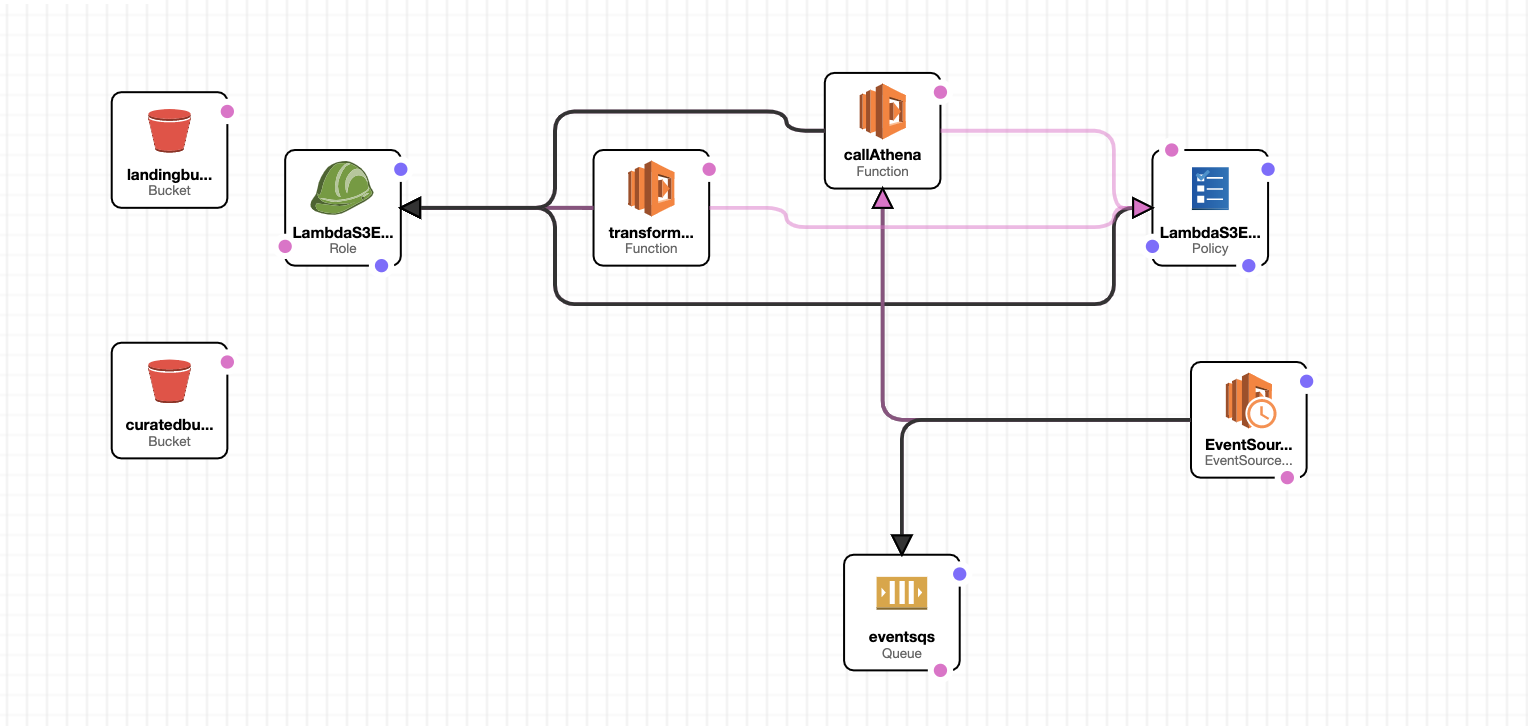 callAthena
Function
landingbu...
Bucket
LambdaS3E...
Role
transform...
Function
LambdaS3E...
Policy
curatedbu...
Bucket
EventSour...
EventSource...
eventsqs
Queue